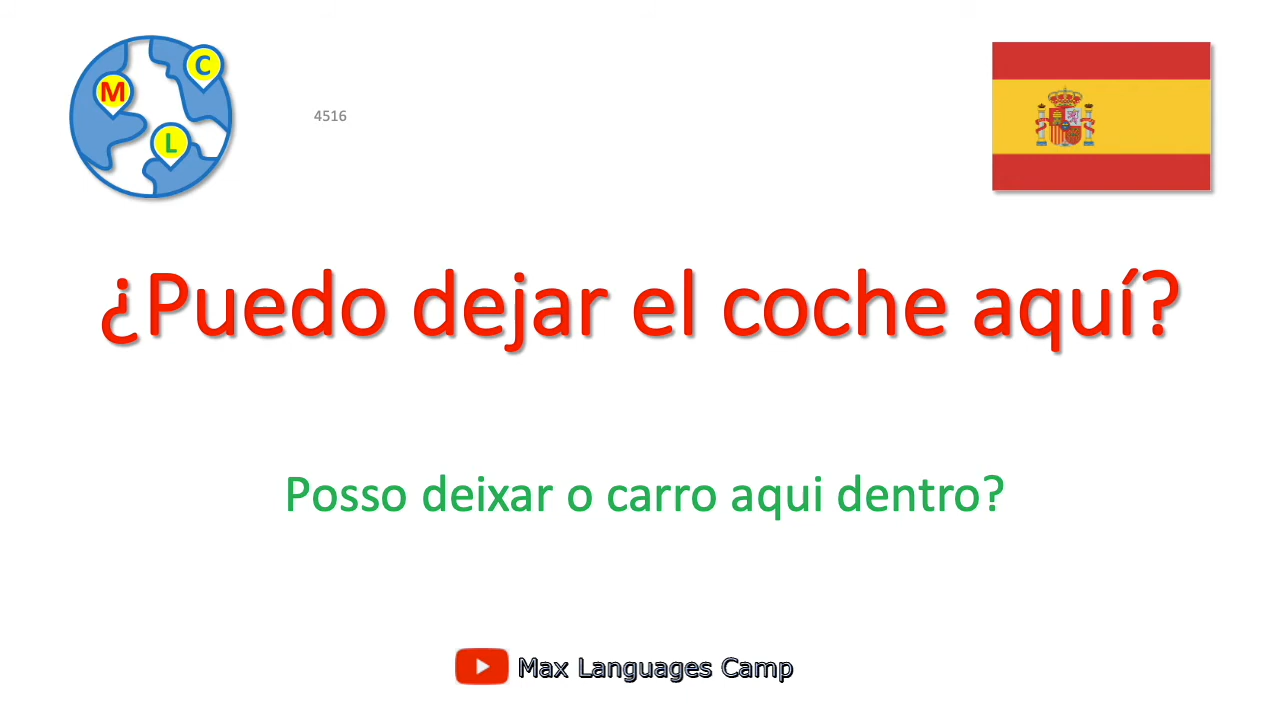 M
C
L
4516
¿Puedo dejar el coche aquí?
Posso deixar o carro aqui dentro?
Max Languages Camp